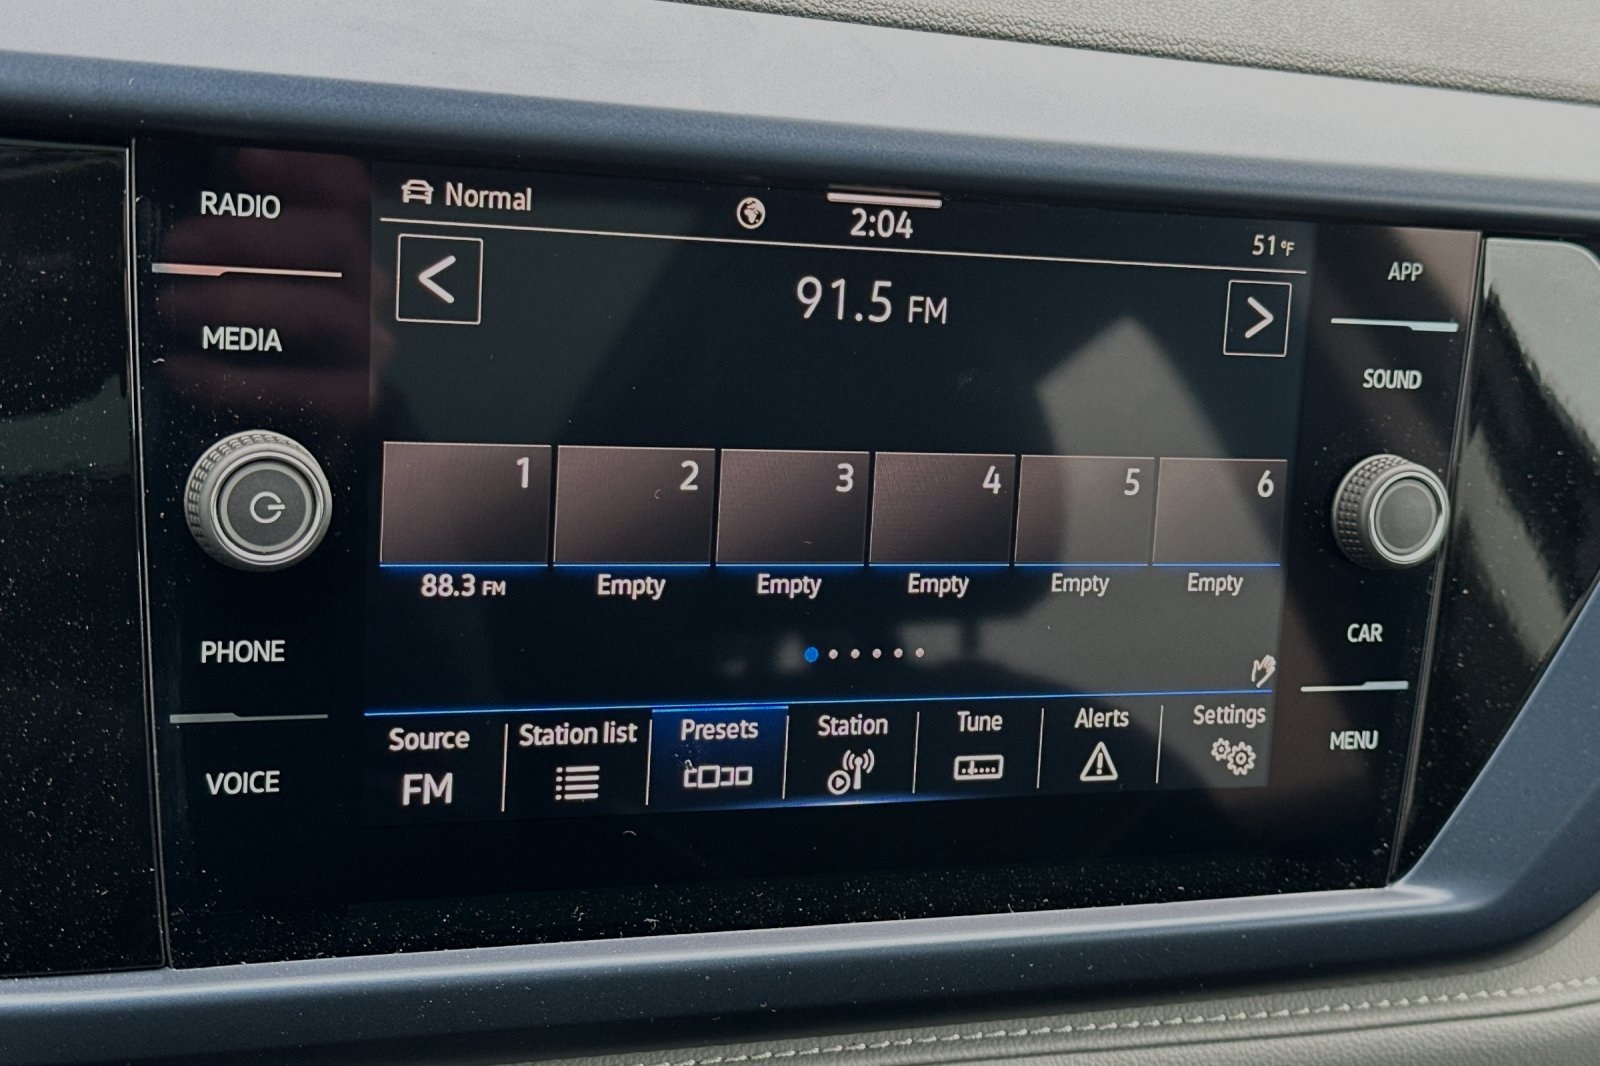 RADIO
MEDIA
PHONE
VOICE
Normal
2:04
51°F
91.5 FM
1 2 3 4 5 6
88.3 FM Empty Empty Empty Empty Empty
Source Station list Presets Station Tune Alerts Settings
FM
APP
SOUND
CAR
MENU